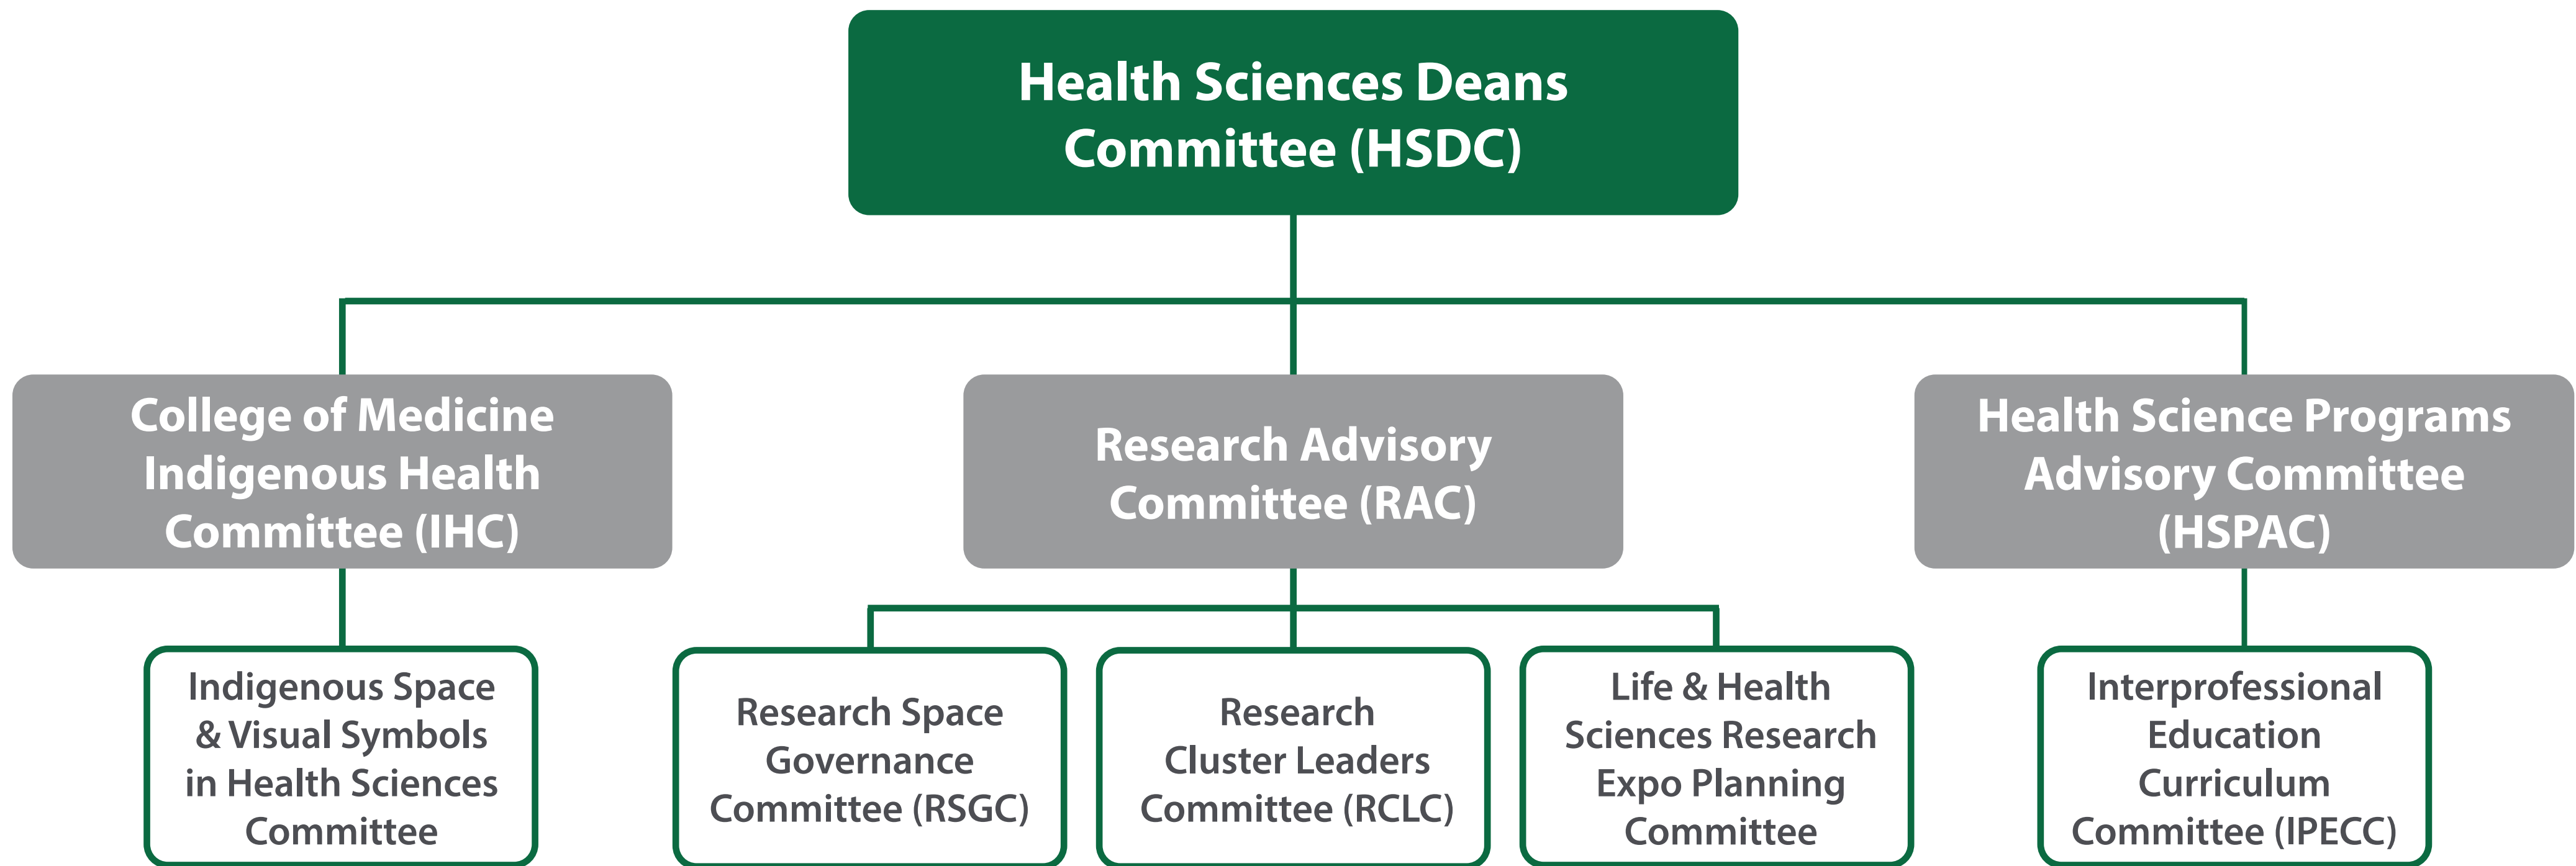 Health Sciences Deans
Committee (HSDC)
College of Medicine
Indigenous Health
Committee (IHC)
Research Advisory
Committee (RAC)
Health Science Programs
Advisory Committee
(HSPAC)
Indigenous Space
& Visual Symbols
in Health Sciences
Committee
Research Space
Governance
Committee (RSGC)
Research
Cluster Leaders
Committee (RCLC)
Life & Health
Sciences Research
Expo Planning
Committee
Interprofessional
Education
Curriculum
Committee (IPECC)